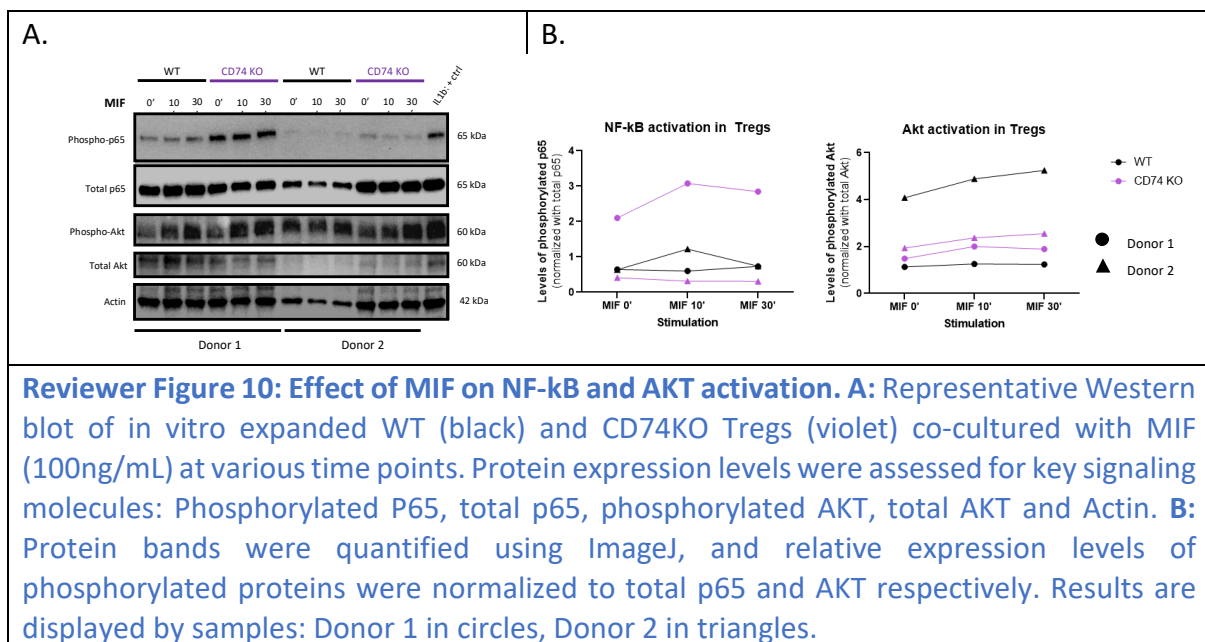 A.
B.
WT
CD74 KO
WT
CD74 KO
IL1b: + ctrl
MIF
0' 10 30 0' 10 30 0' 10 30 0' 10 30
Phospho-p65
65 kDa
Total p65
65 kDa
Phospho-Akt
60 kDa
Total Akt
60 kDa
Actin
42 kDa
Donor 1
Donor 2
NF-kB activation in Tregs
Levels of phosphorylated p65
(normalized with total p65)
4
3
2
1
0
MIF 0' MIF 10' MIF 30'
Stimulation
Akt activation in Tregs
Levels of phosphorylated Akt
(normalized with total Akt)
6
4
2
0
MIF 0' MIF 10' MIF 30'
Stimulation
WT
CD74 KO
Donor 1
Donor 2
Reviewer Figure 10: Effect of MIF on NF-kB and AKT activation. A: Representative Western
blot of in vitro expanded WT (black) and CD74KO Tregs (violet) co-cultured with MIF
(100ng/mL) at various time points. Protein expression levels were assessed for key signaling
molecules: Phosphorylated P65, total p65, phosphorylated AKT, total AKT and Actin. B:
Protein bands were quantified using ImageJ, and relative expression levels of
phosphorylated proteins were normalized to total p65 and AKT respectively. Results are
displayed by samples: Donor 1 in circles, Donor 2 in triangles.